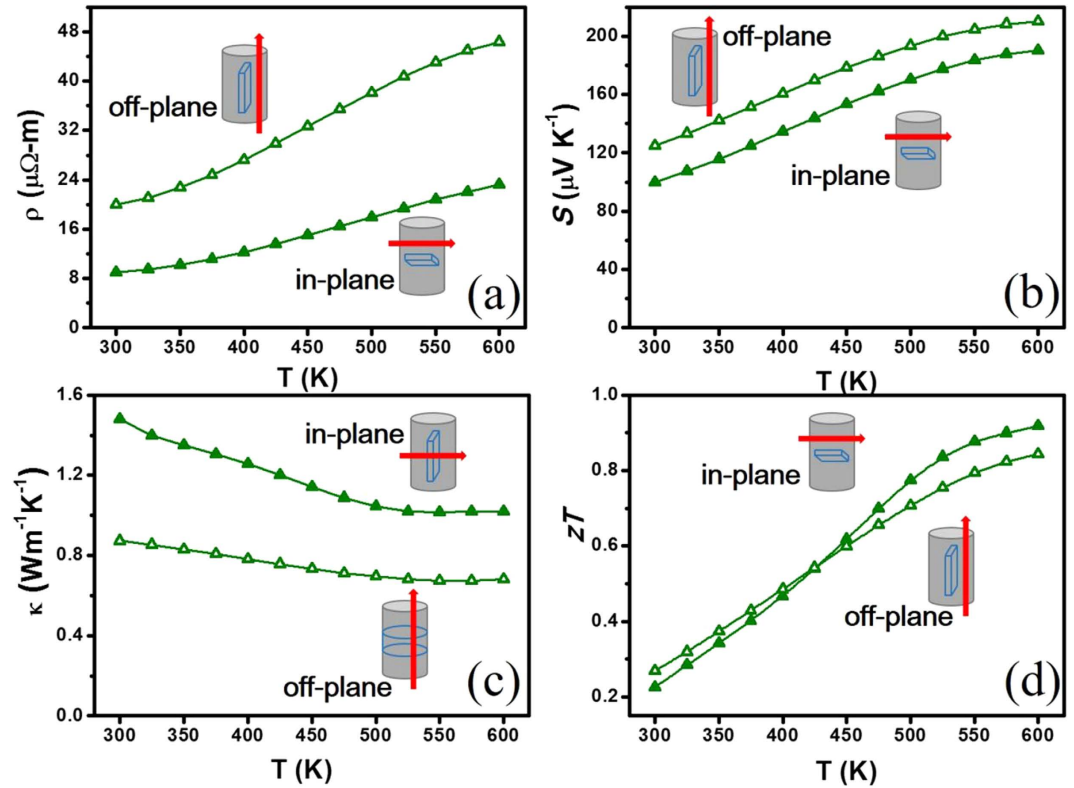 48
40
32
24
16
8
0
ρ (μΩ-m)
off-plane
in-plane
(a)
300 350 400 450 500 550 600
T (K)
200
160
120
80
40
0
S (μV K⁻¹)
off-plane
in-plane
(b)
300 350 400 450 500 550 600
T (K)
1.6
1.2
0.8
0.4
0.0
κ (Wm⁻¹K⁻¹)
in-plane
off-plane
(c)
300 350 400 450 500 550 600
T (K)
1.0
0.8
0.6
0.4
0.2
zT
in-plane
off-plane
(d)
300 350 400 450 500 550 600
T (K)